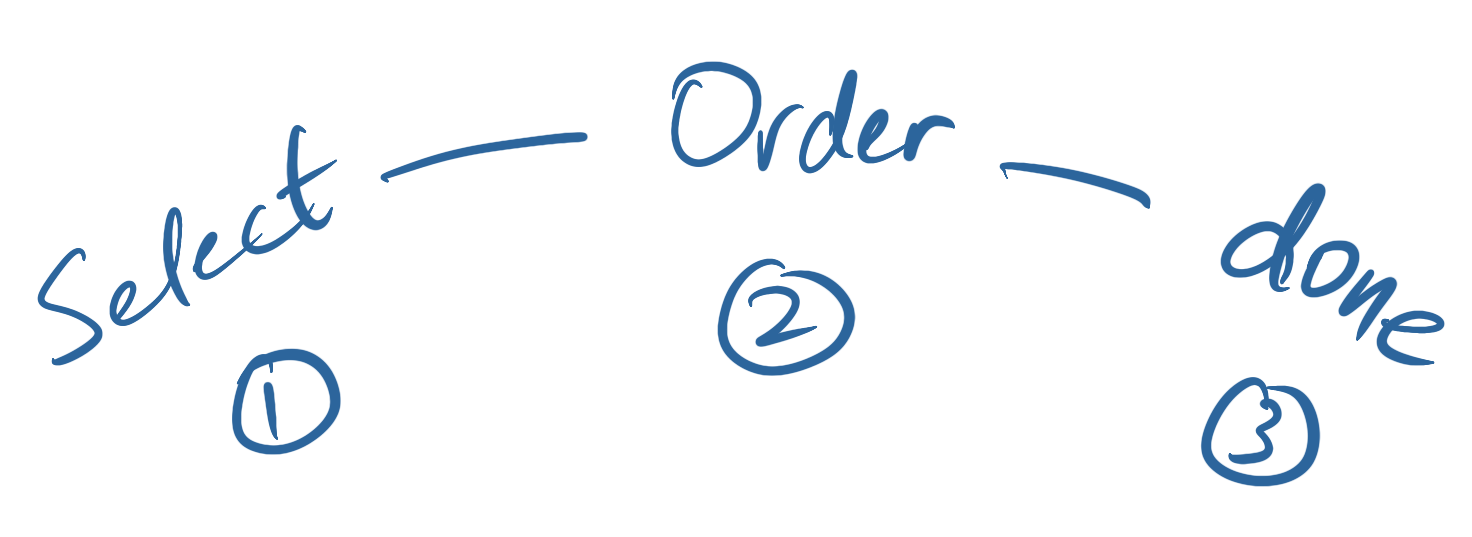 Select — Order — done
1 2 3